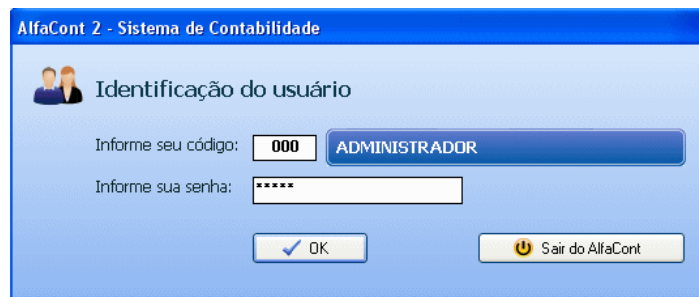 AlfaCont 2 - Sistema de Contabilidade
Identificação do usuário
Informe seu código: 000 ADMINISTRADOR
Informe sua senha: *****
OK Sair do AlfaCont